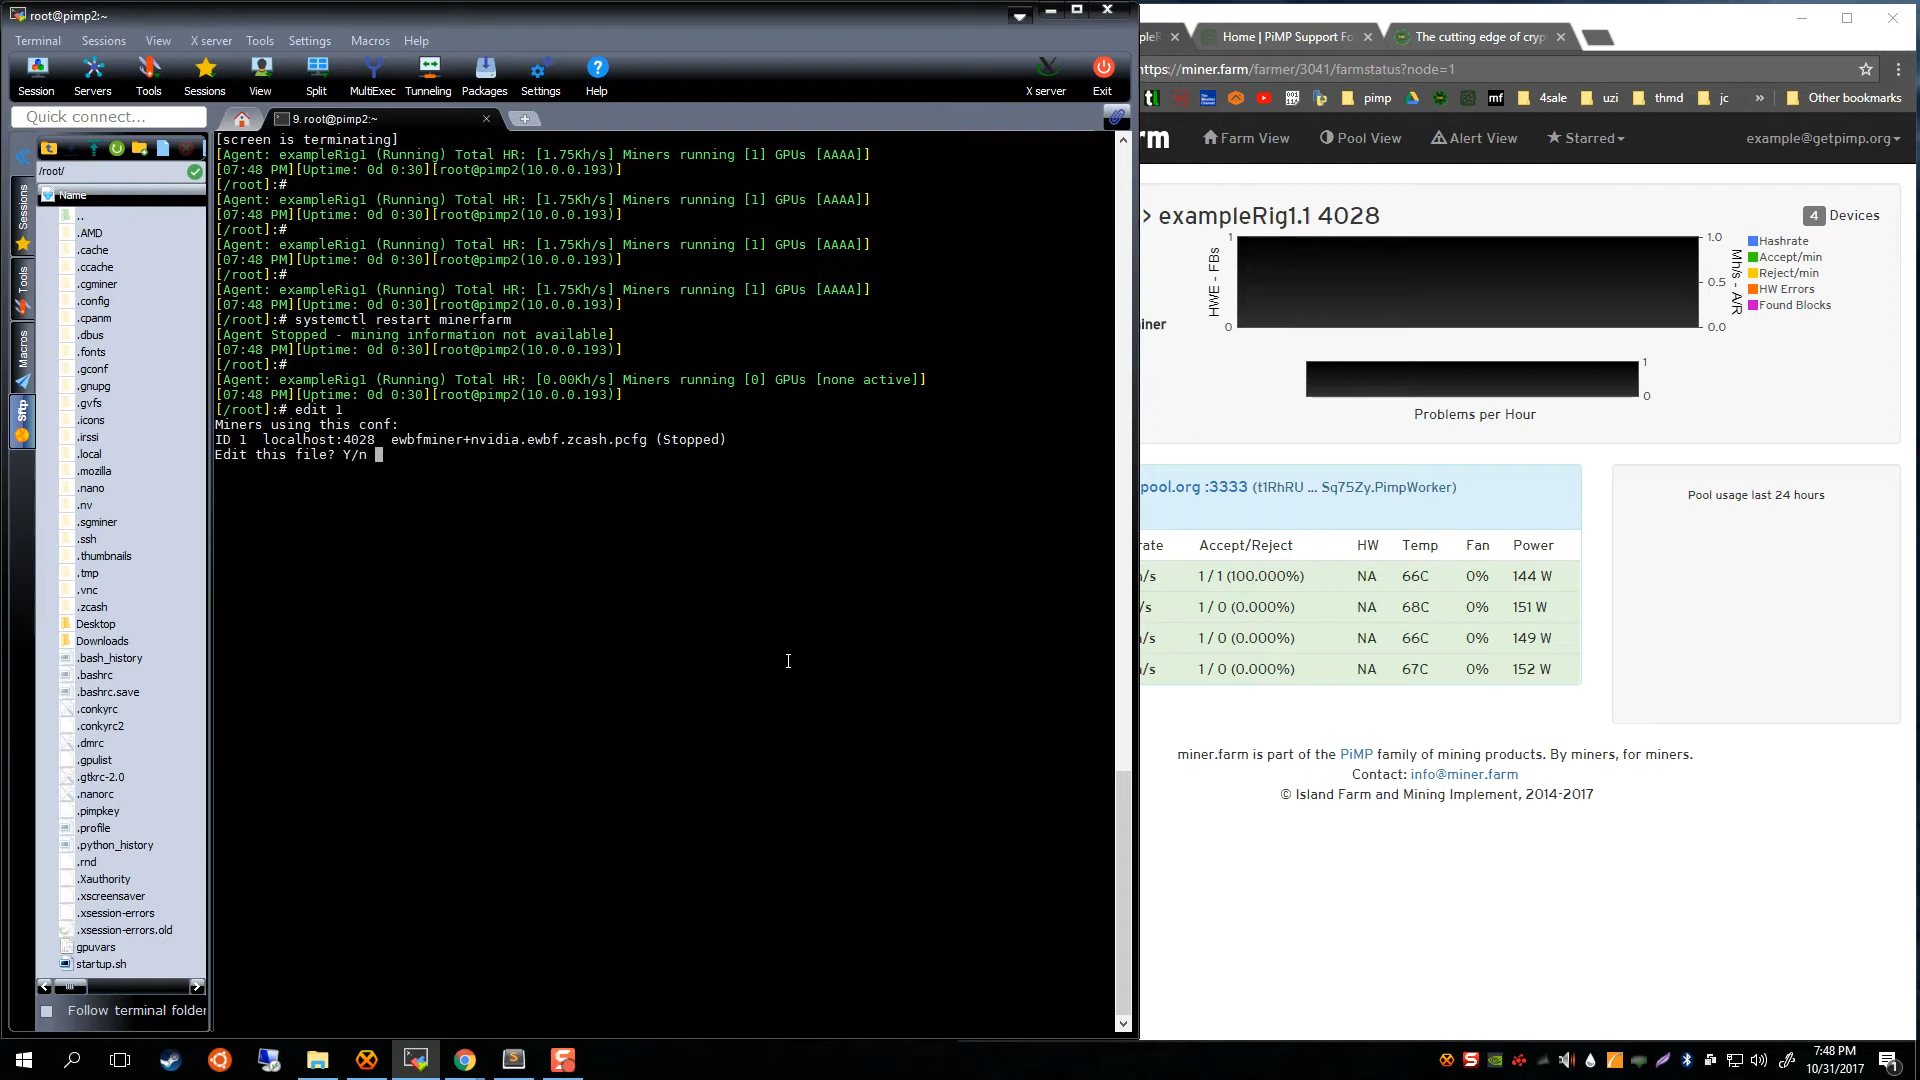 root@pimp2:~
Terminal Sessions View X server Tools Settings Macros Help
Session Servers Tools Sessions View Split MultiExec Tunneling Packages Settings Help X server Exit
Quick connect...
9. root@pimp2:~
/root/
Name
Sessions
Tools
Macros
Sftp
..
.AMD
.cache
.ccache
.cgminer
.config
.cpanm
.dbus
.fonts
.gconf
.gnupg
.gvfs
.icons
.irssi
.local
.mozilla
.nano
.nv
.sgminer
.ssh
.thumbnails
.tmp
.vnc
.zcash
Desktop
Downloads
.bash_history
.bashrc
.bashrc.save
.conkyrc
.conkyrc2
.dmrc
.gpulist
.gtkrc-2.0
.nanorc
.pimpkey
.profile
.python_history
.rnd
.Xauthority
.xscreensaver
.xsession-errors
.xsession-errors.old
gpuvars
startup.sh
Follow terminal folder
[screen is terminating]
[Agent: exampleRig1 (Running) Total HR: [1.75Kh/s] Miners running [1] GPUs [AAAA]]
[07:48 PM][Uptime: 0d 0:30][root@pimp2(10.0.0.193)]
[/root]:#
[Agent: exampleRig1 (Running) Total HR: [1.75Kh/s] Miners running [1] GPUs [AAAA]]
[07:48 PM][Uptime: 0d 0:30][root@pimp2(10.0.0.193)]
[/root]:#
[Agent: exampleRig1 (Running) Total HR: [1.75Kh/s] Miners running [1] GPUs [AAAA]]
[07:48 PM][Uptime: 0d 0:30][root@pimp2(10.0.0.193)]
[/root]:#
[Agent: exampleRig1 (Running) Total HR: [1.75Kh/s] Miners running [1] GPUs [AAAA]]
[07:48 PM][Uptime: 0d 0:30][root@pimp2(10.0.0.193)]
[/root]:# systemctl restart minerfarm
[Agent Stopped - mining information not available]
[07:48 PM][Uptime: 0d 0:30][root@pimp2(10.0.0.193)]
[/root]:#
[Agent: exampleRig1 (Running) Total HR: [0.00Kh/s] Miners running [0] GPUs [none active]]
[07:48 PM][Uptime: 0d 0:30][root@pimp2(10.0.0.193)]
[/root]:# edit 1
Miners using this conf:
ID 1 localhost:4028 ewbfminer+nvidia.ewbf.zcash.pcfg (Stopped)
Edit this file? Y/n
Home | PiMP Support Fo
The cutting edge of cryp
https://miner.farm/farmer/3041/farmstatus?node=1
pimp mf 4sale uzi thmd jc » Other bookmarks
rm Farm View Pool View Alert View Starred example@getpimp.org
› exampleRig1.1 4028
4 Devices
HWE - FBs
1
0
1.0
0.5
0.0
Mh/s - A/R
Hashrate
Accept/min
Reject/min
HW Errors
Found Blocks
iner
1
0
Problems per Hour
pool.org :3333 (t1RhRU ... Sq75Zy.PimpWorker)
Pool usage last 24 hours
rate Accept/Reject HW Temp Fan Power
/s 1 / 1 (100.000%) NA 66C 0% 144 W
/s 1 / 0 (0.000%) NA 68C 0% 151 W
/s 1 / 0 (0.000%) NA 66C 0% 149 W
/s 1 / 0 (0.000%) NA 67C 0% 152 W
miner.farm is part of the PiMP family of mining products. By miners, for miners.
Contact: info@miner.farm
© Island Farm and Mining Implement, 2014-2017
7:48 PM
10/31/2017